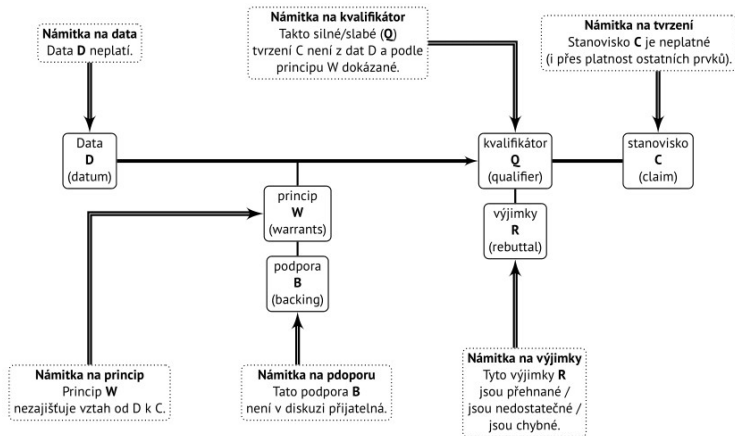 Námitka na data
Data D neplatí.
Námitka na kvalifikátor
Takto silné/slabé (Q)
tvrzení C není z dat D a podle
principu W dokázané.
Námitka na tvrzení
Stanovisko C je neplatné
(i přes platnost ostatních prvků).
Data
D
(datum)
kvalifikátor
Q
(qualifier)
stanovisko
C
(claim)
princip
W
(warrants)
výjimky
R
(rebuttal)
podpora
B
(backing)
Námitka na princip
Princip W
nezajišťuje vztah od D k C.
Námitka na pdoporu
Tato podpora B
není v diskuzi přijatelná.
Námitka na výjimky
Tyto výjimky R
jsou přehnané /
jsou nedostatečné /
jsou chybné.